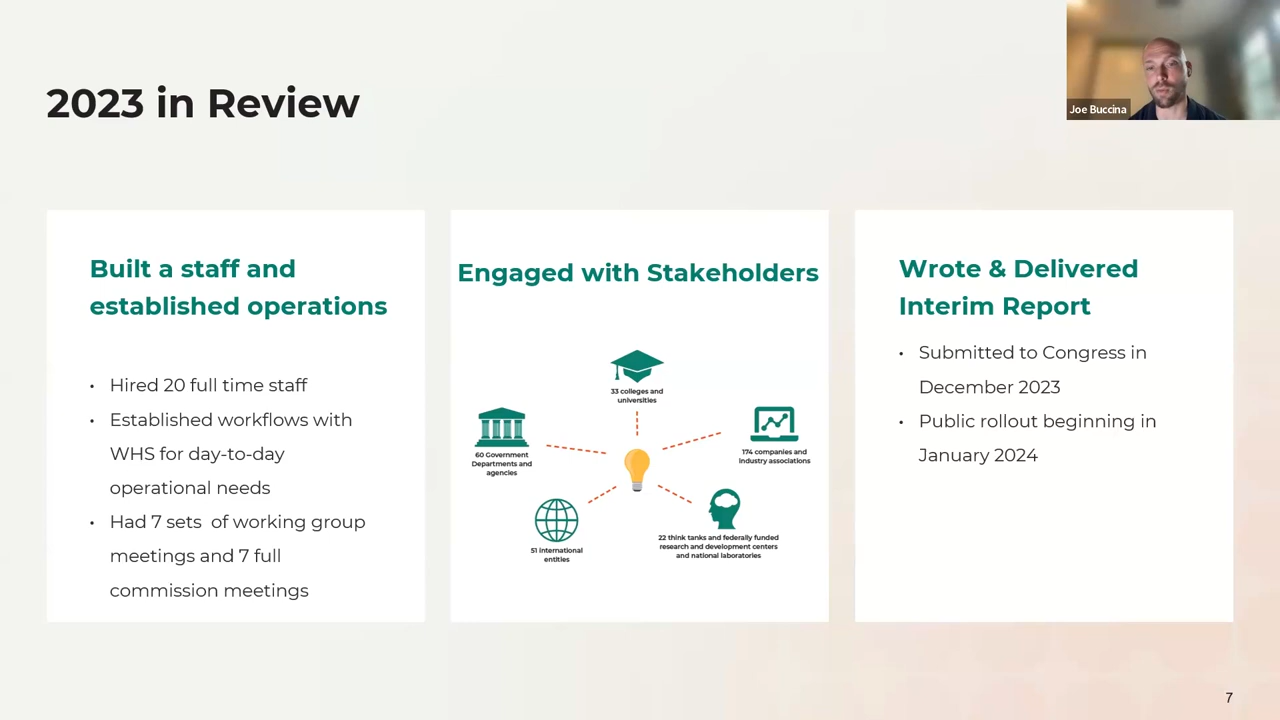 2023 in Review
Joe Buccina
Built a staff and
established operations
• Hired 20 full time staff
• Established workflows with
WHS for day-to-day
operational needs
• Had 7 sets of working group
meetings and 7 full
commission meetings
Engaged with Stakeholders
33 colleges and
universities
60 Government
Departments and
agencies
174 companies and
industry associations
51 international
entities
22 think tanks and federally funded
research and development centers
and national laboratories
Wrote & Delivered
Interim Report
• Submitted to Congress in
December 2023
• Public rollout beginning in
January 2024
7